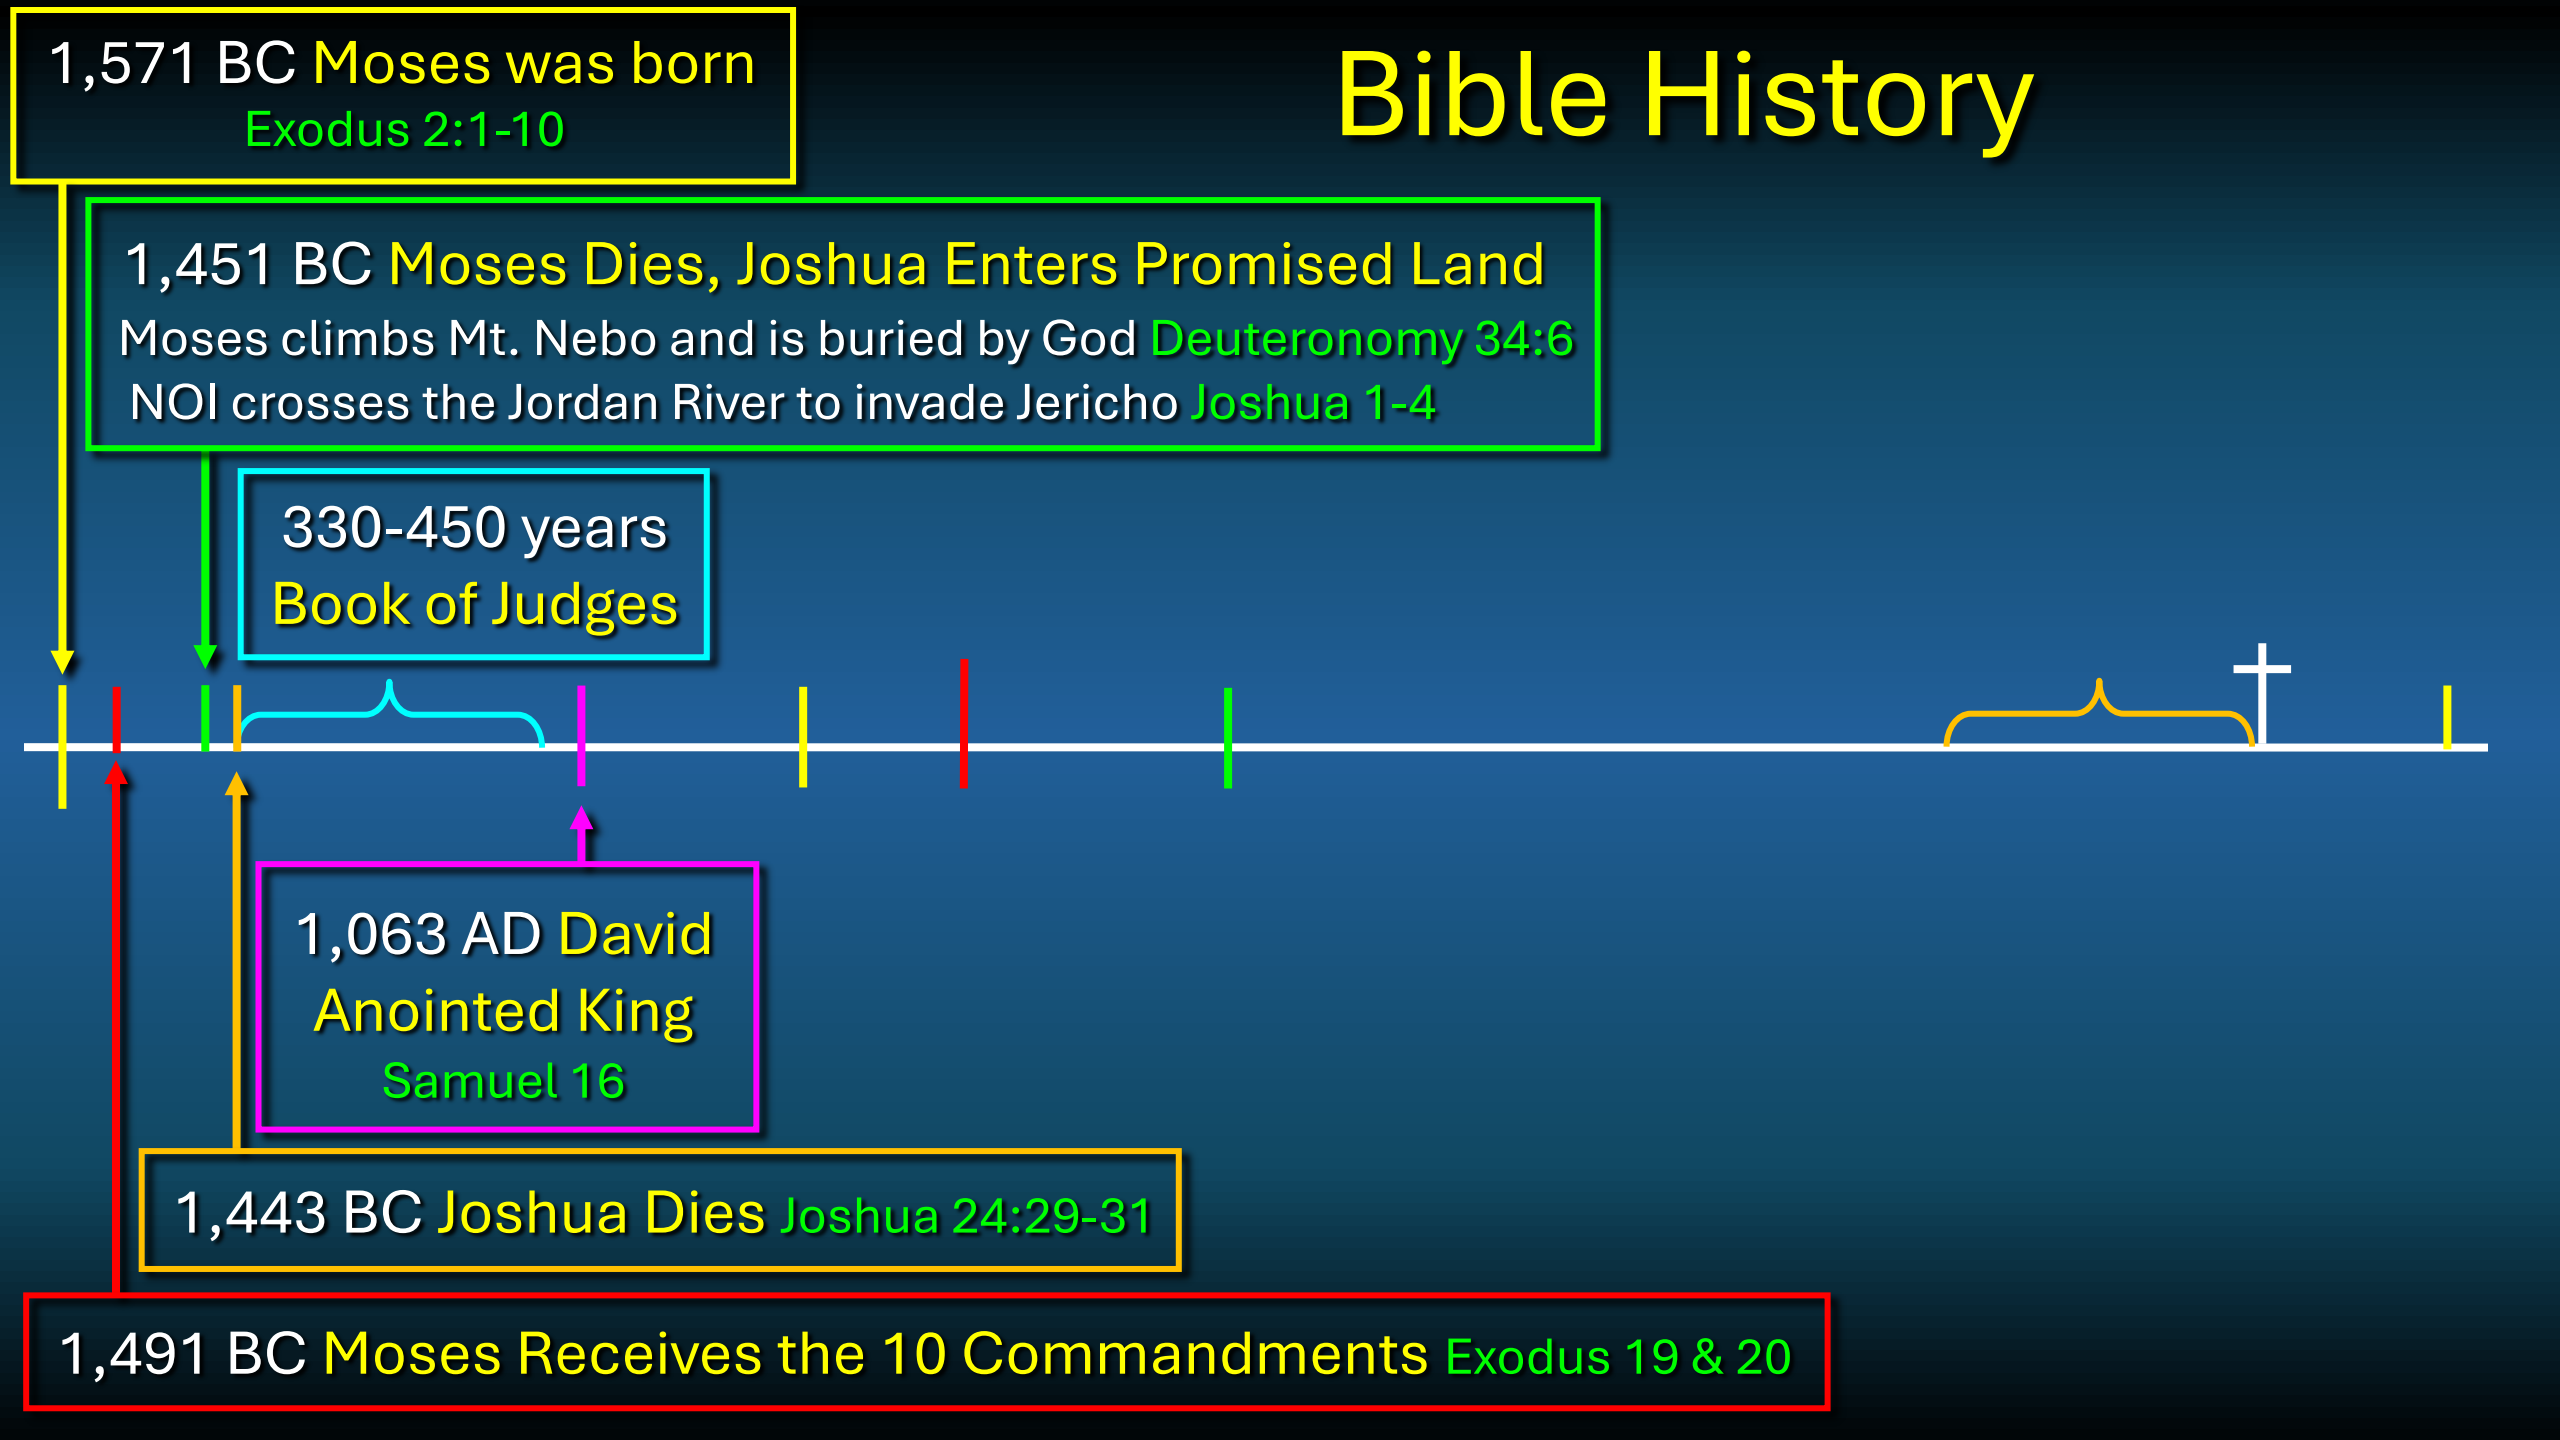 1,571 BC Moses was born
Exodus 2:1-10
Bible History
1,451 BC Moses Dies, Joshua Enters Promised Land
Moses climbs Mt. Nebo and is buried by God Deuteronomy 34:6
NOI crosses the Jordan River to invade Jericho Joshua 1-4
330-450 years
Book of Judges
1,063 AD David
Anointed King
Samuel 16
1,443 BC Joshua Dies Joshua 24:29-31
1,491 BC Moses Receives the 10 Commandments Exodus 19 & 20